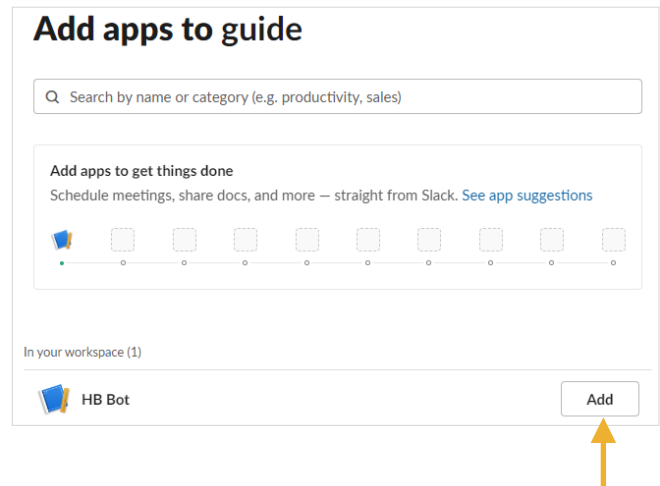 Add apps to guide
Search by name or category (e.g. productivity, sales)
Add apps to get things done
Schedule meetings, share docs, and more — straight from Slack. See app suggestions
In your workspace (1)
HB Bot
Add